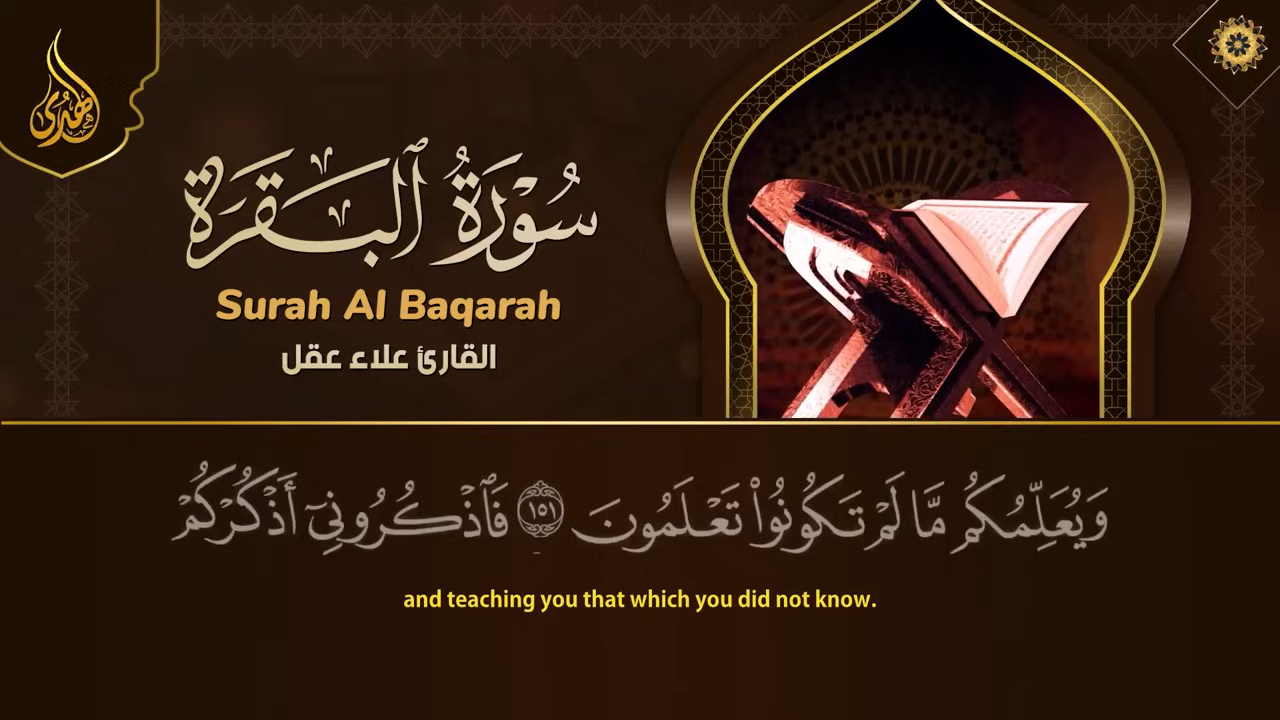 هدى
سُورَةُ ٱلْبَقَرَةِ
Surah Al Baqarah
القارئ علاء عقل
وَيُعَلِّمُكُم مَّا لَمْ تَكُونُوا۟ تَعْلَمُونَ ١٥١ فَٱذْكُرُونِىٓ أَذْكُرْكُمْ
and teaching you that which you did not know.